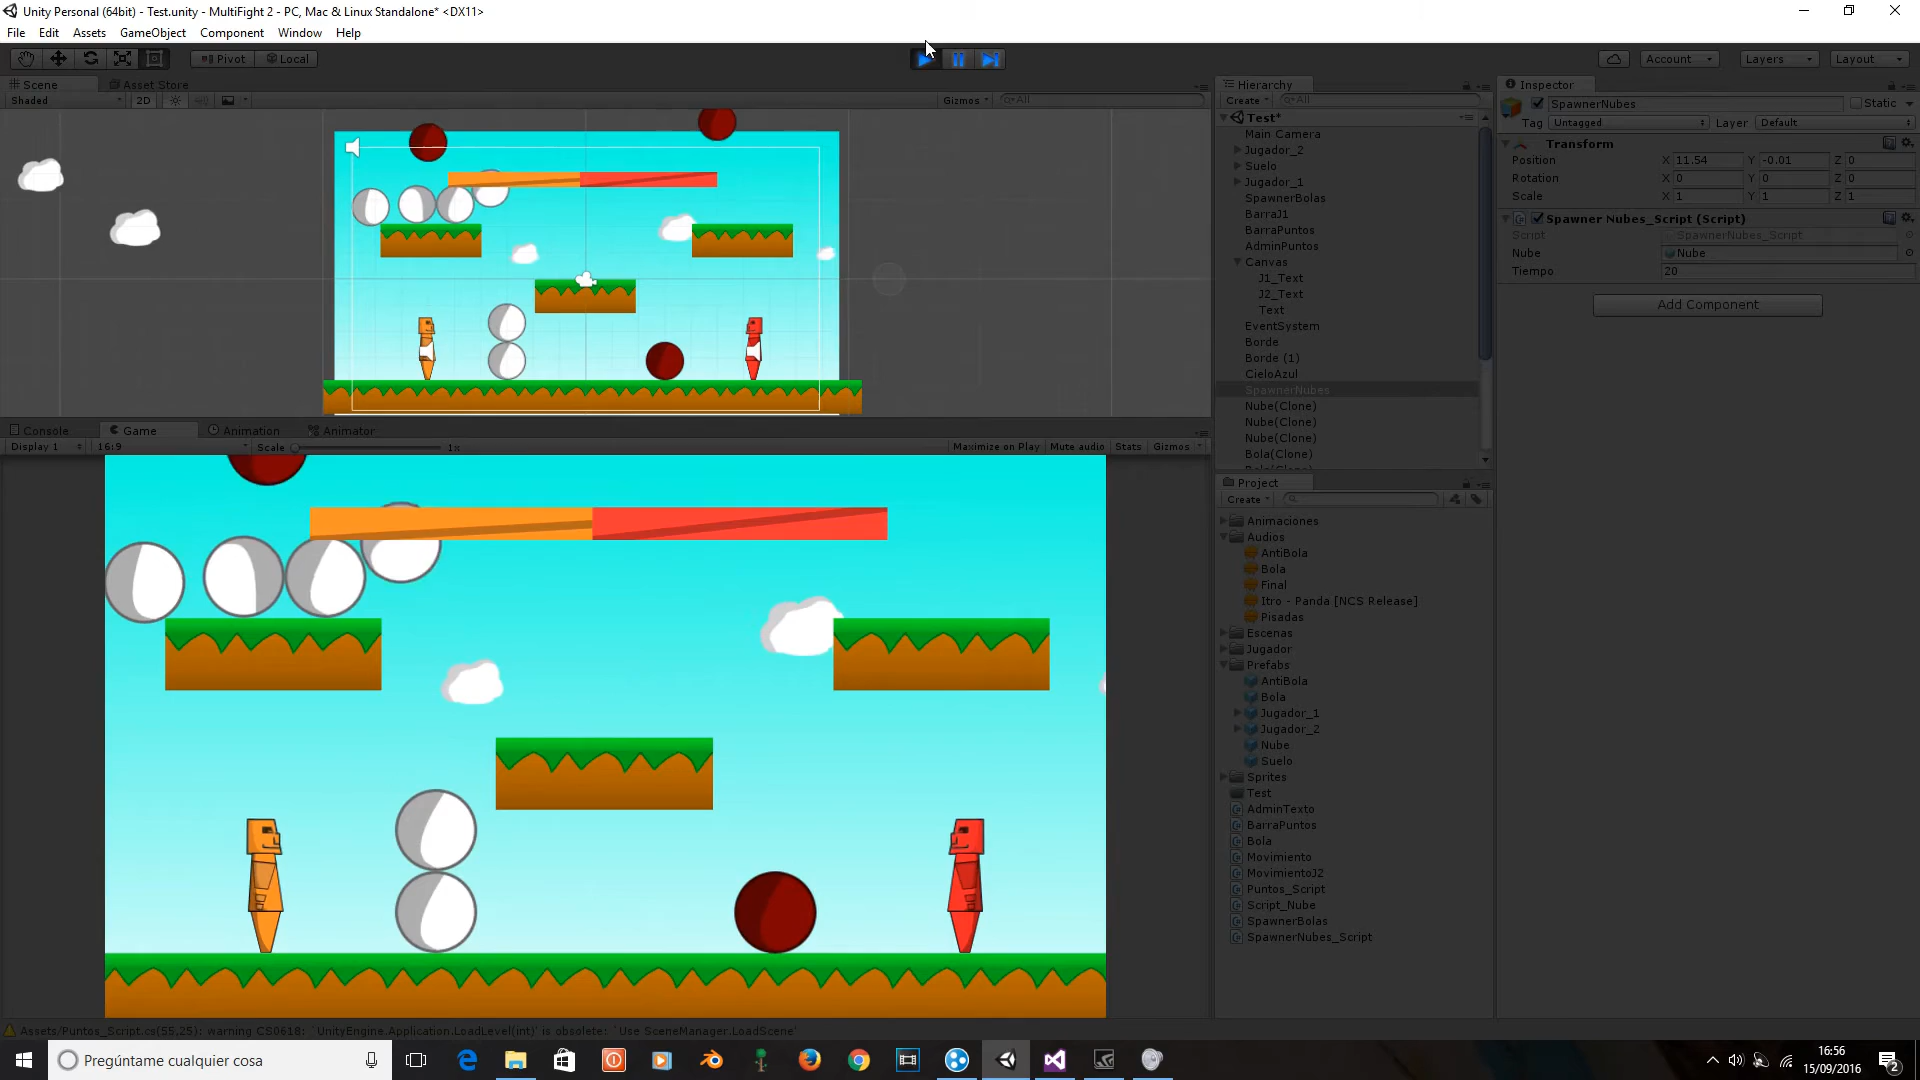 Unity Personal (64bit) - Test.unity - MultiFight 2 - PC, Mac & Linux Standalone* <DX11>
File Edit Assets GameObject Component Window Help
Pivot Local Account Layers Layout
Scene Asset Store
Shaded 2D Gizmos All
Hierarchy
Create All
Test*
Main Camera
Jugador_2
Suelo
Jugador_1
SpawnerBolas
BarraJ1
BarraPuntos
AdminPuntos
Canvas
J1_Text
J2_Text
Text
EventSystem
Borde
Borde (1)
CieloAzul
SpawnerNubes
Nube(Clone)
Nube(Clone)
Nube(Clone)
Bola(Clone)
Inspector
SpawnerNubes Static
Tag Untagged Layer Default
Transform
Position X 11.54 Y -0.01 Z 0
Rotation X 0 Y 0 Z 0
Scale X 1 Y 1 Z 1
Spawner Nubes_Script (Script)
Script SpawnerNubes_Script
Nube Nube
Tiempo 20
Add Component
Console Game Animation Animator
Display 1 16:9 Scale 1x Maximize on Play Mute audio Stats Gizmos
Project
Create
Animaciones
Audios
AntiBola
Bola
Final
Itro - Panda [NCS Release]
Pisadas
Escenas
Jugador
Prefabs
AntiBola
Bola
Jugador_1
Jugador_2
Nube
Suelo
Sprites
Test
AdminTexto
BarraPuntos
Bola
Movimiento
MovimientoJ2
Puntos_Script
Script_Nube
SpawnerBolas
SpawnerNubes_Script
Assets/Puntos_Script.cs(55,25): warning CS0618: `UnityEngine.Application.LoadLevel(int)' is obsolete: `Use SceneManager.LoadScene'
Pregúntame cualquier cosa
16:56
15/09/2016
2